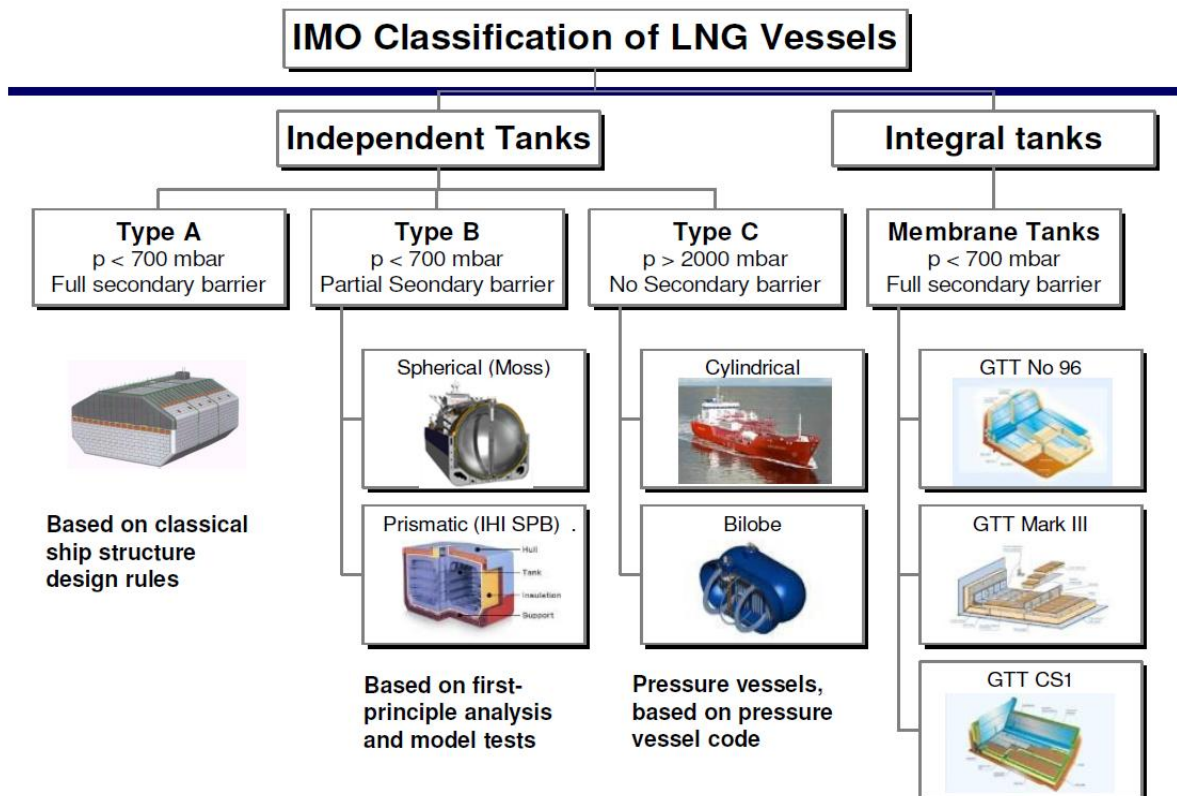 IMO Classification of LNG Vessels
Independent Tanks
Integral tanks
Type A
p < 700 mbar
Full secondary barrier
Type B
p < 700 mbar
Partial Seondary barrier
Type C
p > 2000 mbar
No Secondary barrier
Membrane Tanks
p < 700 mbar
Full secondary barrier
Based on classical
ship structure
design rules
Spherical (Moss)
Prismatic (IHI SPB) .
Hull
Tank
Insulation
Support
Based on first-
principle analysis
and model tests
Cylindrical
Bilobe
Pressure vessels,
based on pressure
vessel code
GTT No 96
GTT Mark III
GTT CS1